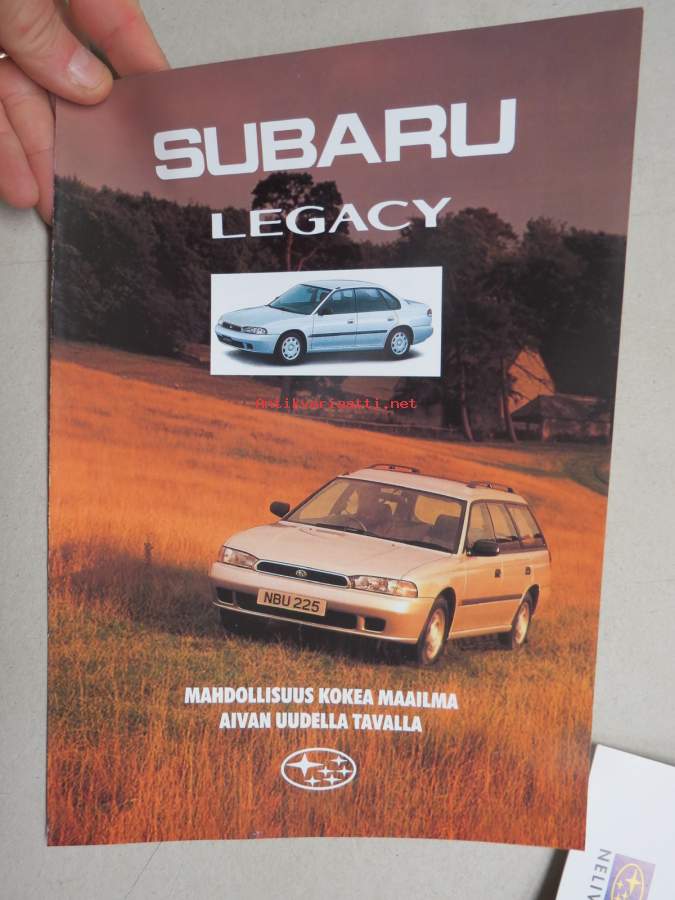 SUBARU
LEGACY
Antikvariaatti.net
NBU 225
MAHDOLLISUUS KOKEA MAAILMA
AIVAN UUDELLA TAVALLA
NELIV